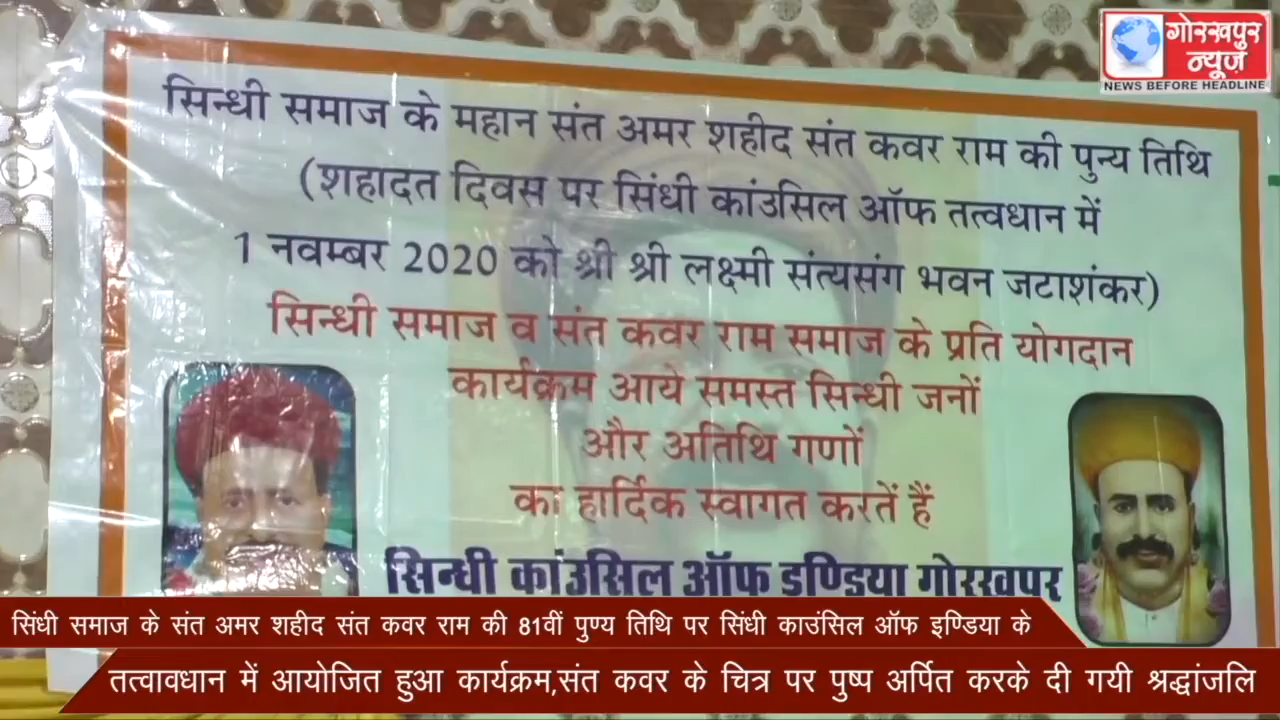 गोरखपुर
न्यूज़
NEWS BEFORE HEADLINE
सिन्धी समाज के महान संत अमर शहीद संत कवर राम की पुन्य तिथि
(शहादत दिवस पर सिंधी कांउसिल ऑफ तत्वधान में
1 नवम्बर 2020 को श्री श्री लक्ष्मी संत्यसंग भवन जटाशंकर)
सिन्धी समाज व संत कवर राम समाज के प्रति योगदान
कार्यक्रम आये समस्त सिन्धी जनों
और अतिथि गणों
का हार्दिक स्वागत करतें हैं
सिन्धी कांउसिल ऑफ इण्डिया गोरखपुर
सिंधी समाज के संत अमर शहीद संत कवर राम की 81वीं पुण्य तिथि पर सिंधी काउंसिल ऑफ इण्डिया के
तत्वावधान में आयोजित हुआ कार्यक्रम,संत कवर के चित्र पर पुष्प अर्पित करके दी गयी श्रद्धांजलि